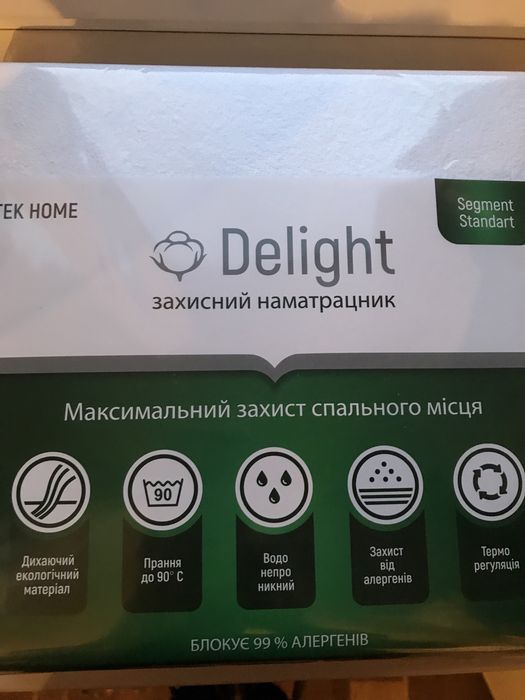 TEK HOME
Segment
Standart
Delight
захисний наматрацник
Максимальний захист спального місця
90
Дихаючий
екологічний
матеріал
Прання
до 90° С
Водо
непро
никний
Захист
від
алергенів
Термо
регуляція
БЛОКУЄ 99 % АЛЕРГЕНІВ